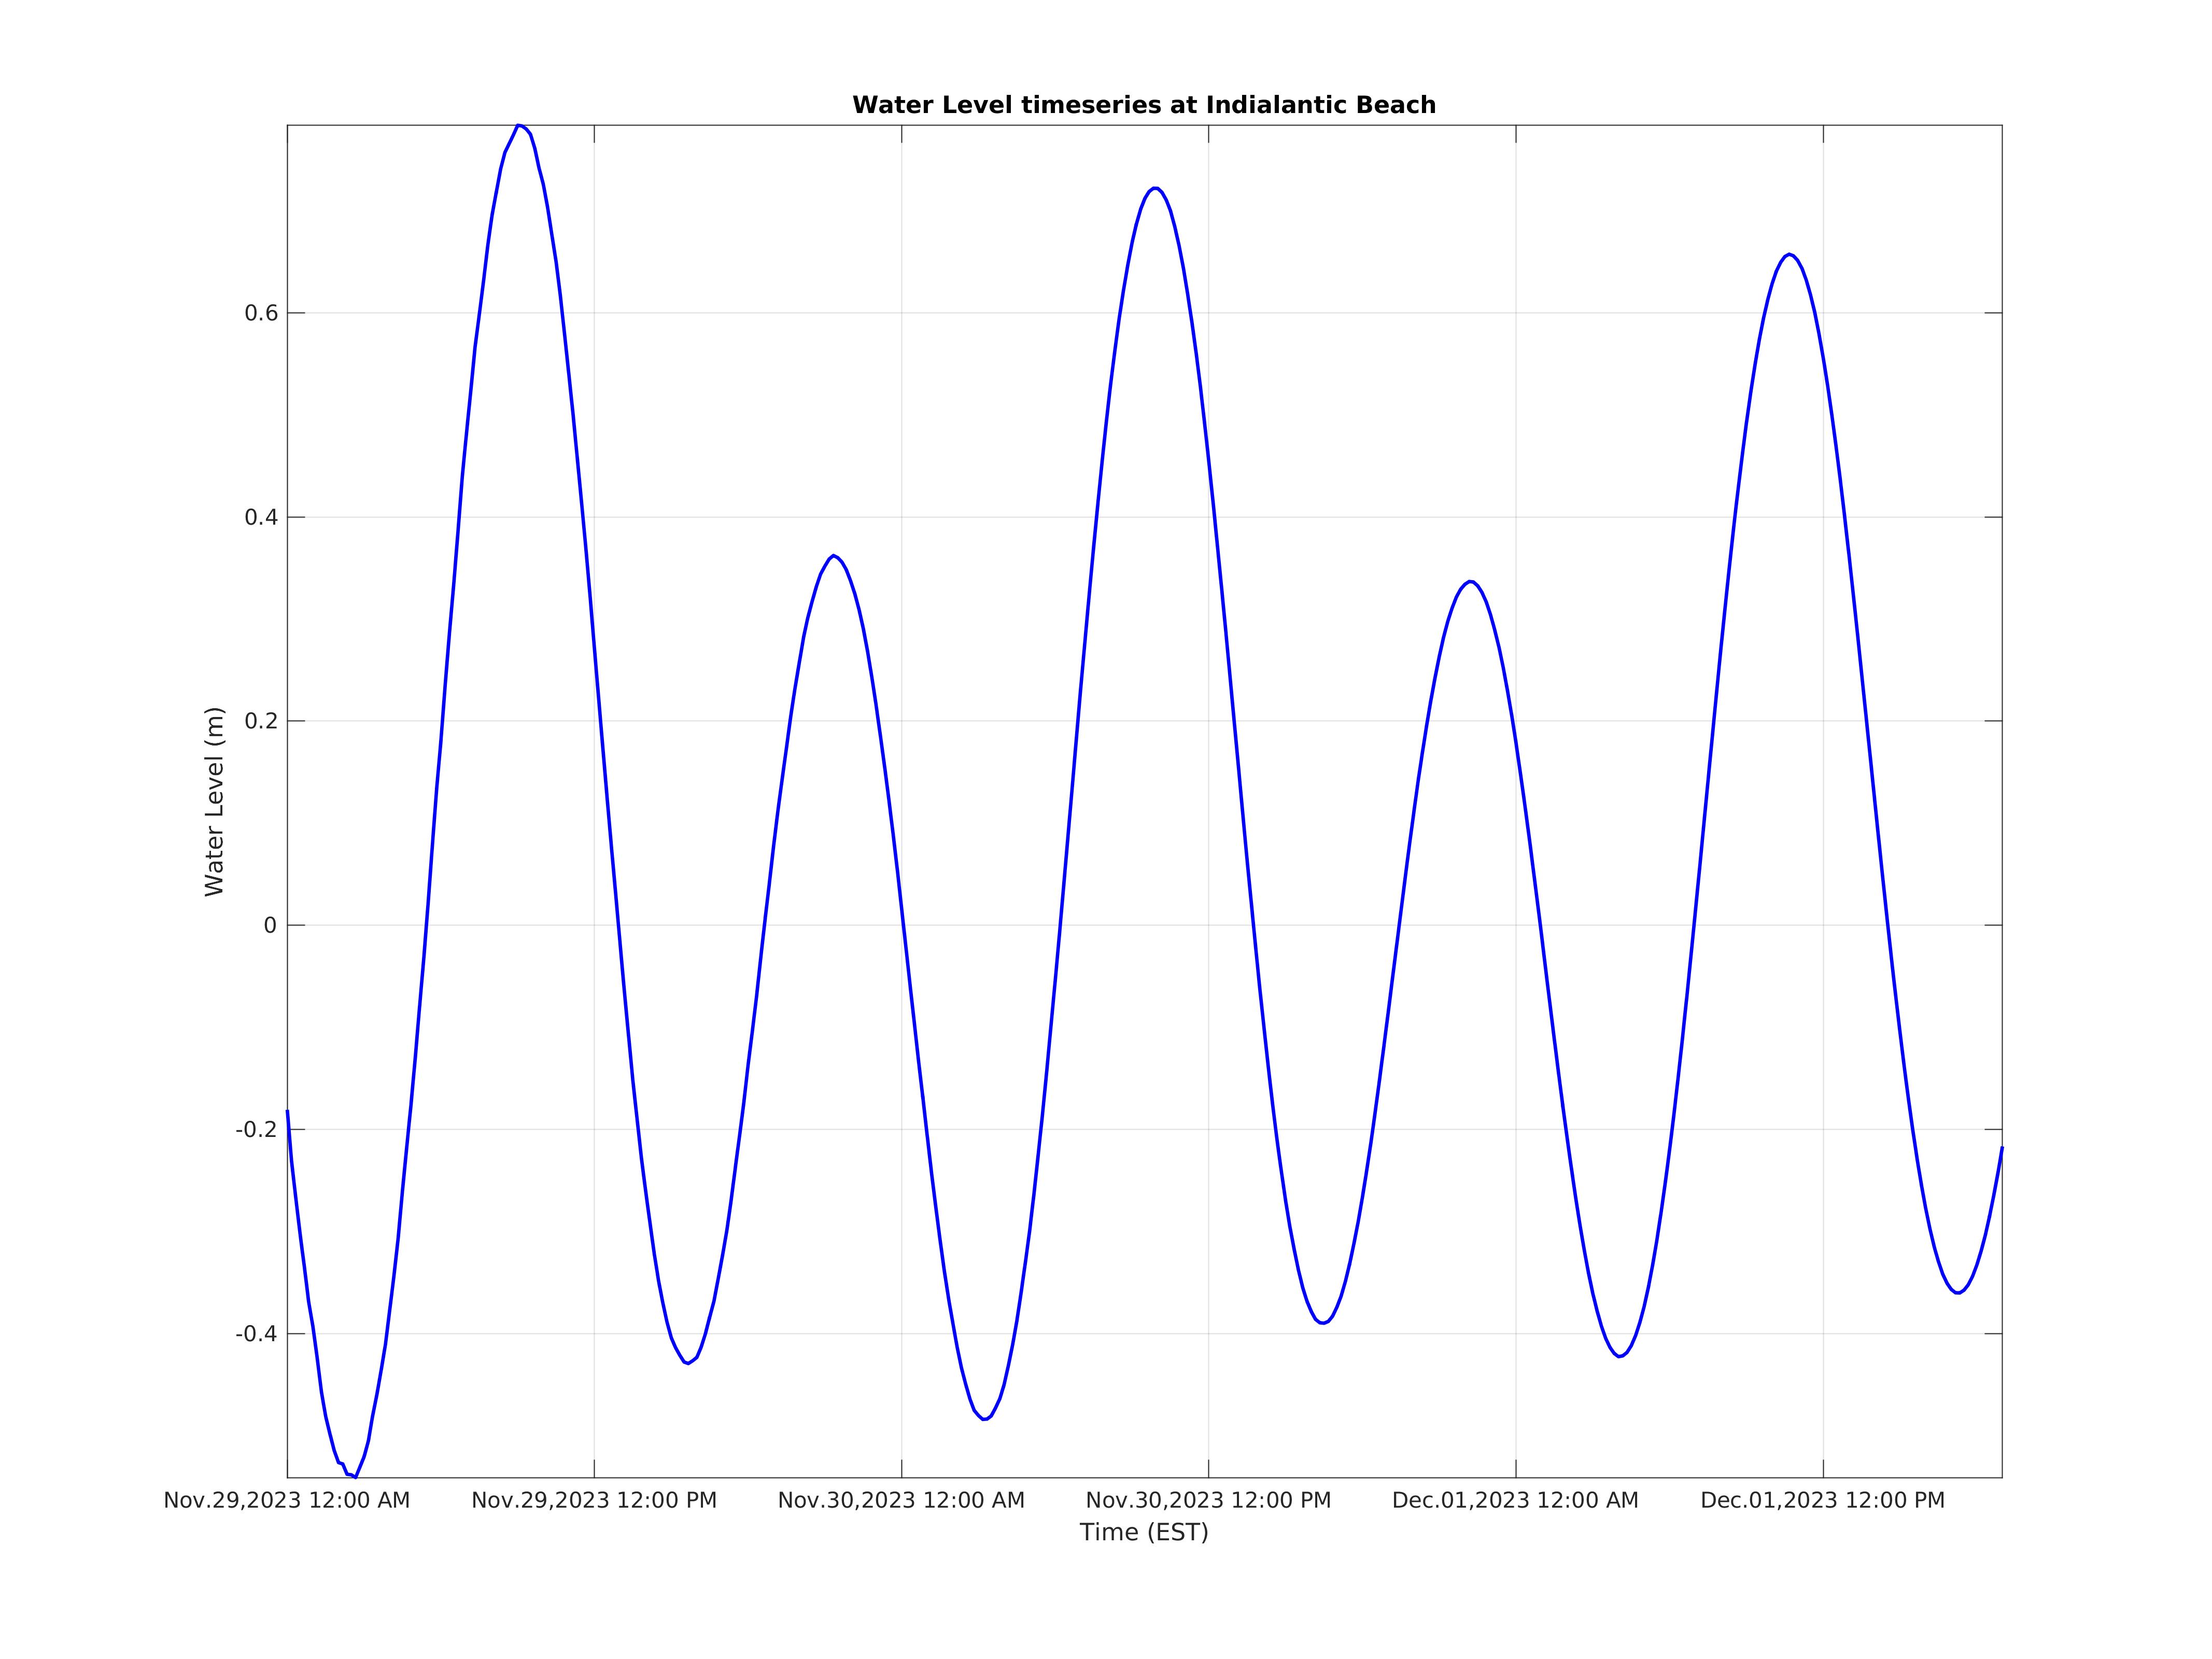 Water Level timeseries at Indialantic Beach
0.6
0.4
0.2
0
-0.2
-0.4
Water Level (m)
Nov.29,2023 12:00 AM
Nov.29,2023 12:00 PM
Nov.30,2023 12:00 AM
Nov.30,2023 12:00 PM
Dec.01,2023 12:00 AM
Dec.01,2023 12:00 PM
Time (EST)